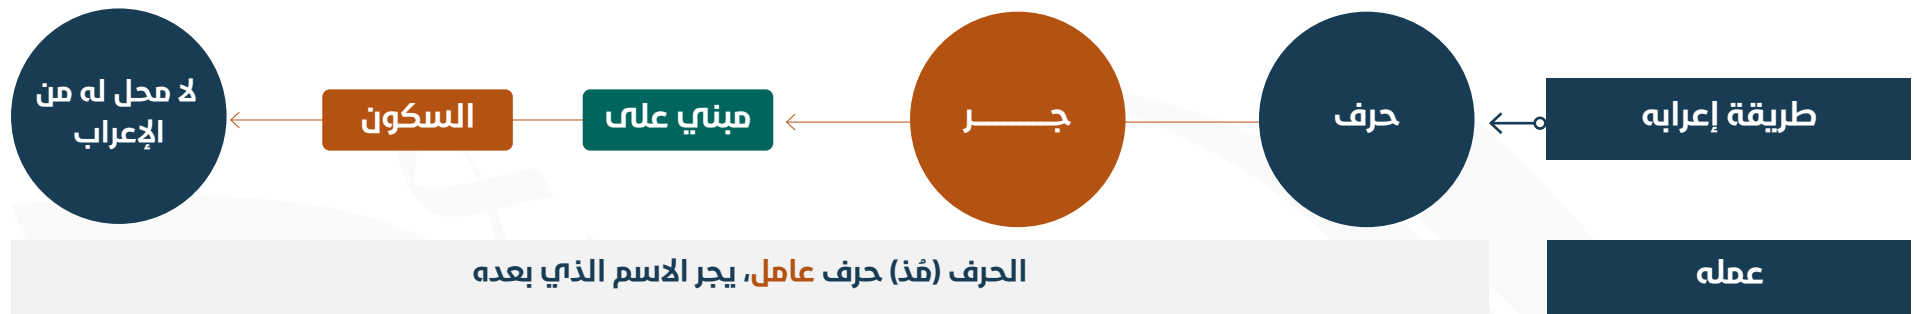 طريقة إعرابه
حرف
جــــــــر
مبني على
السكون
لا محل له من
الإعراب
عمله
الحرف (مُذ) حرف عامل، يجر الاسم الذي بعده